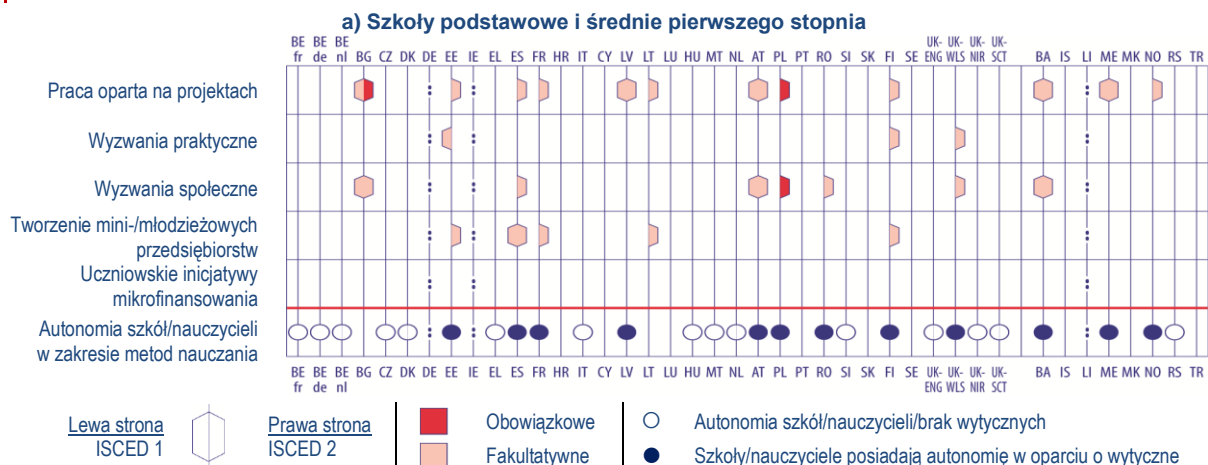 a) Szkoły podstawowe i średnie pierwszego stopnia
BE fr BE de BE nl BG CZ DK DE EE IE EL ES FR HR IT CY LV LT LU HU MT NL AT PL PT RO SI SK FI SE UK-ENG UK-WLS UK-NIR UK-SCT BA IS LI ME MK NO RS TR
Praca oparta na projektach
Wyzwania praktyczne
Wyzwania społeczne
Tworzenie mini-/młodzieżowych
przedsiębiorstw
Uczniowskie inicjatywy
mikrofinansowania
Autonomia szkół/nauczycieli
w zakresie metod nauczania
BE fr BE de BE nl BG CZ DK DE EE IE EL ES FR HR IT CY LV LT LU HU MT NL AT PL PT RO SI SK FI SE UK-ENG UK-WLS UK-NIR UK-SCT BA IS LI ME MK NO RS TR
Lewa strona
ISCED 1
Prawa strona
ISCED 2
Obowiązkowe
Fakultatywne
Autonomia szkół/nauczycieli/brak wytycznych
Szkoły/nauczyciele posiadają autonomię w oparciu o wytyczne